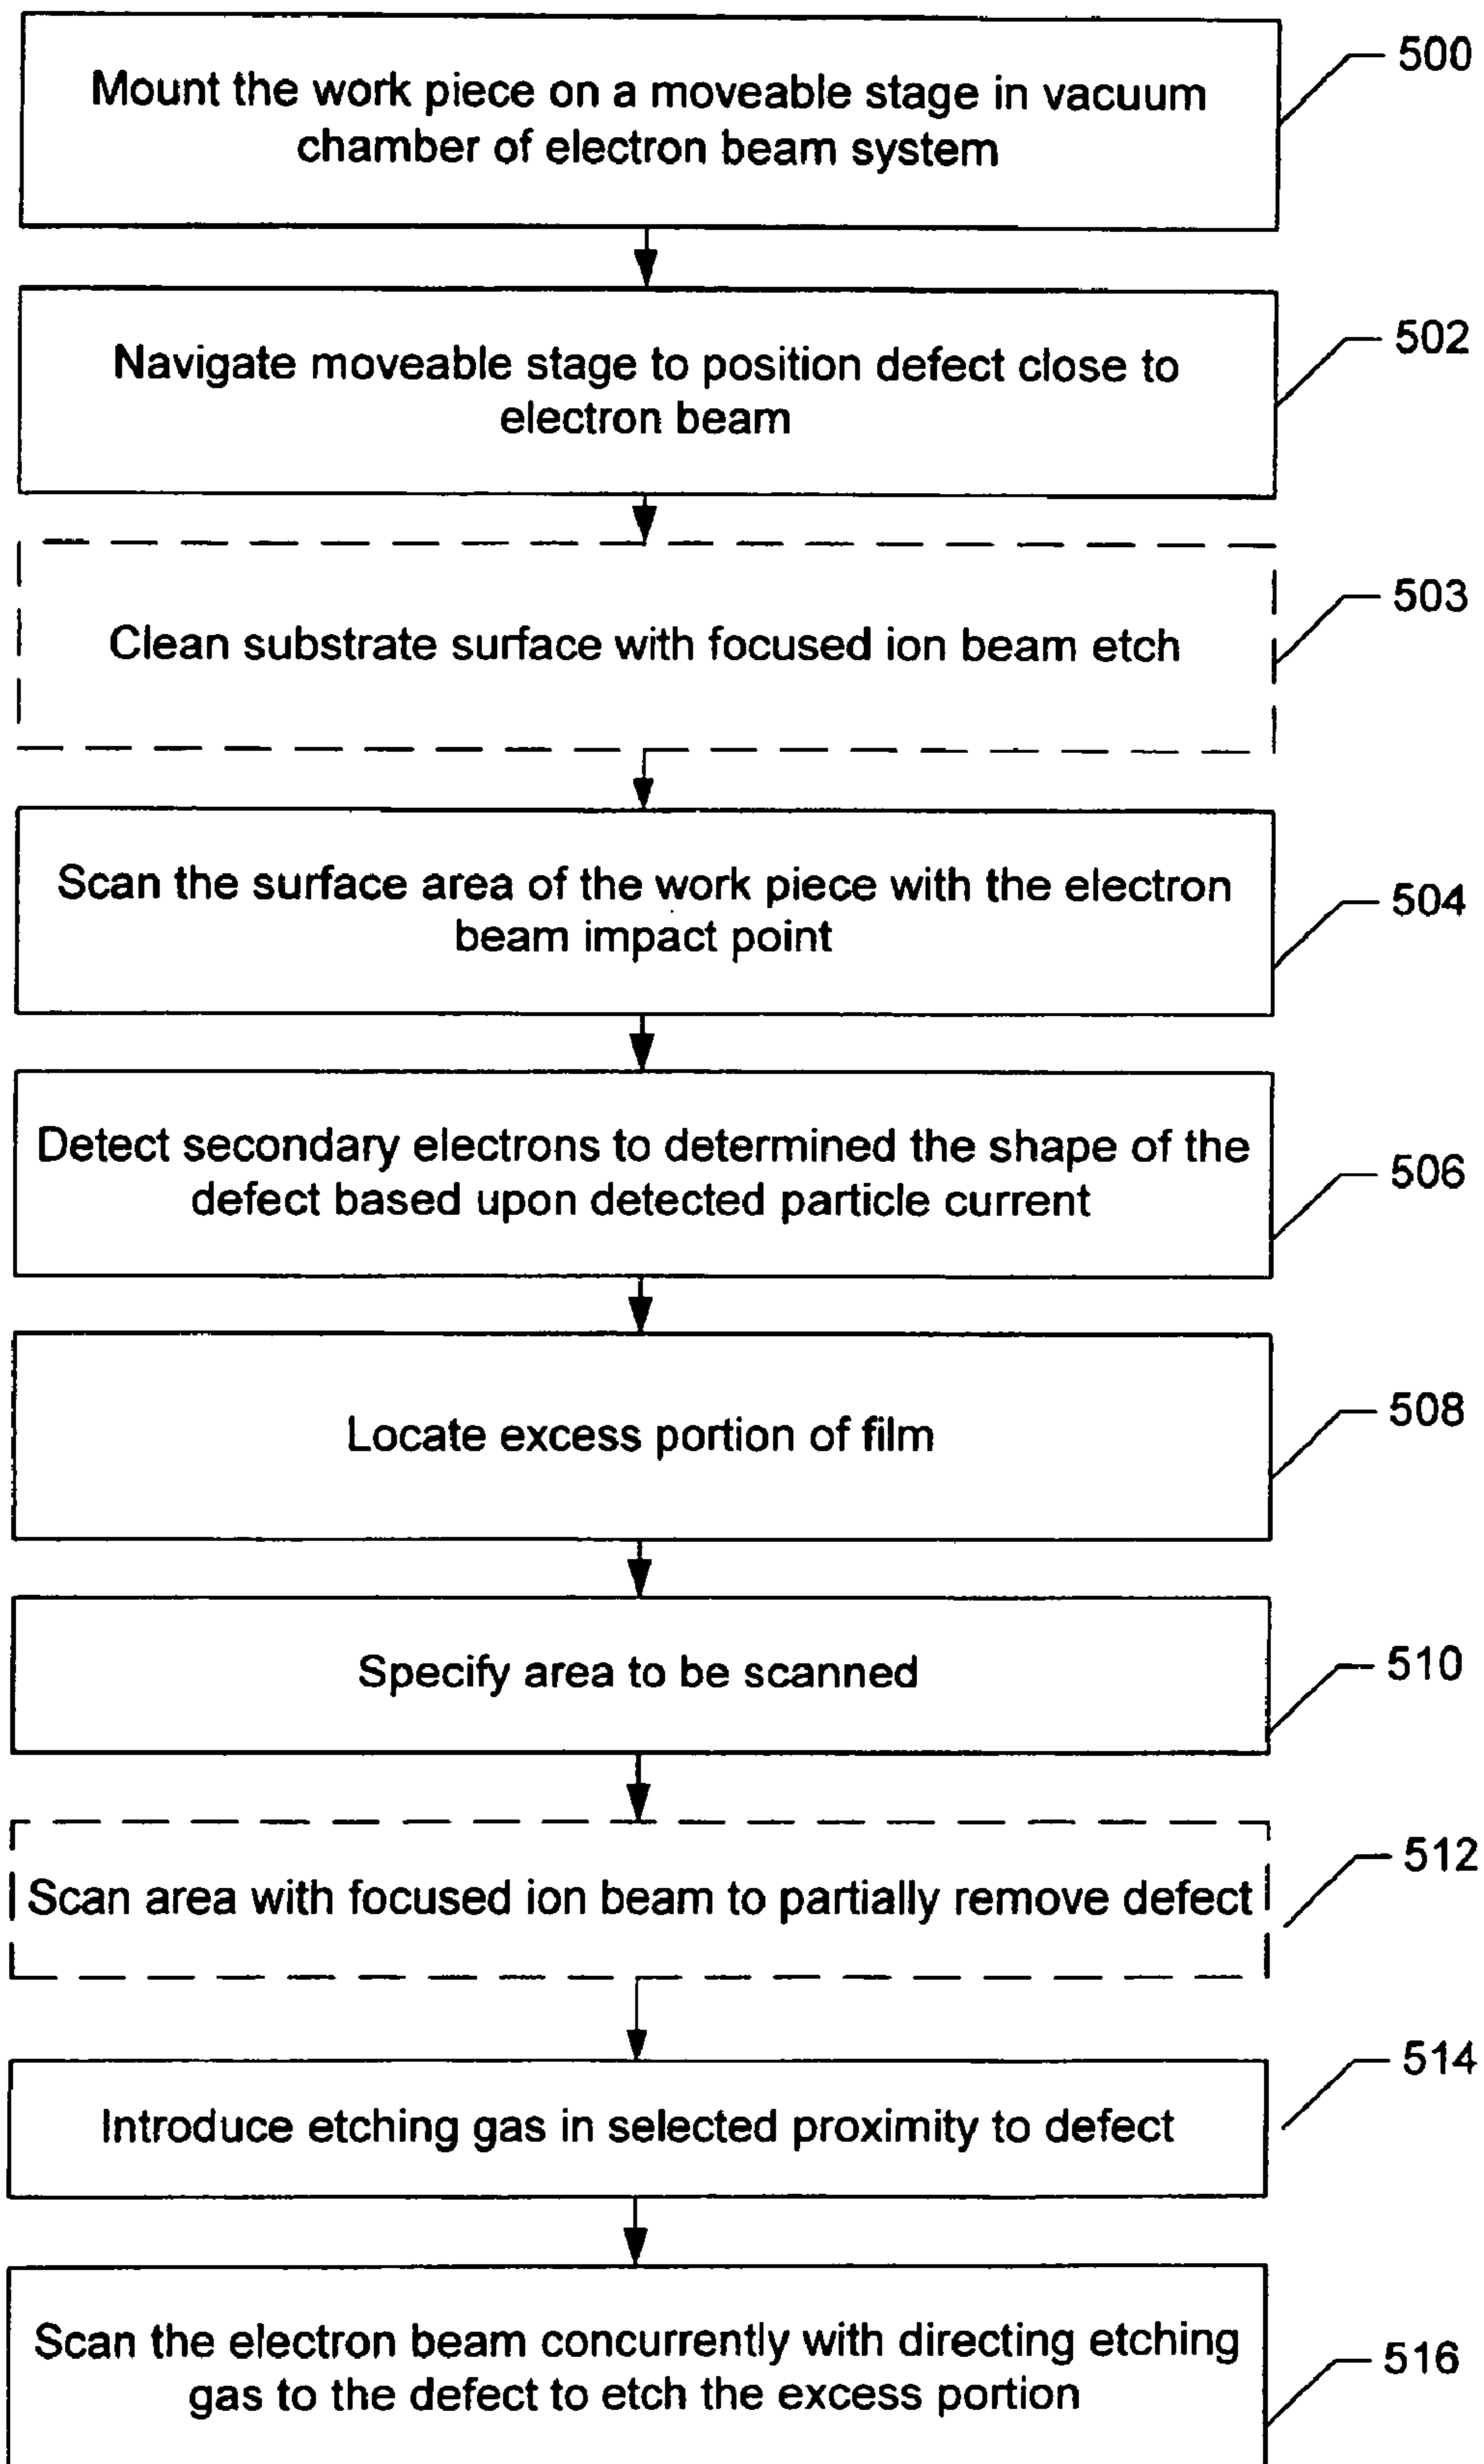 Mount the work piece on a moveable stage in vacuum
chamber of electron beam system
500
Navigate moveable stage to position defect close to
electron beam
502
Clean substrate surface with focused ion beam etch
503
Scan the surface area of the work piece with the electron
beam impact point
504
Detect secondary electrons to determined the shape of the
defect based upon detected particle current
506
Locate excess portion of film
508
Specify area to be scanned
510
Scan area with focused ion beam to partially remove defect
512
Introduce etching gas in selected proximity to defect
514
Scan the electron beam concurrently with directing etching
gas to the defect to etch the excess portion
516